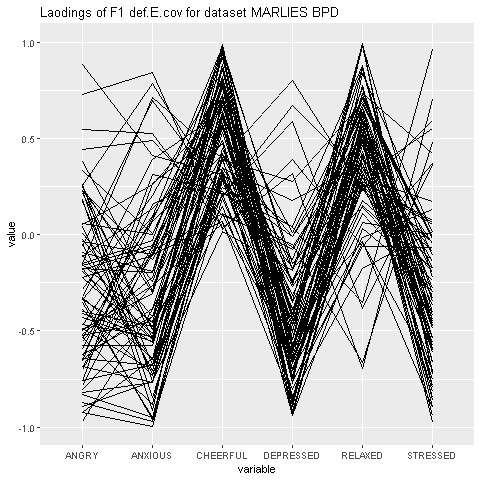 Laodings of F1 def.E.cov for dataset MARLIES BPD
1.0
0.5
0.0
-0.5
-1.0
value
ANGRY ANXIOUS CHEERFUL DEPRESSED RELAXED STRESSED
variable